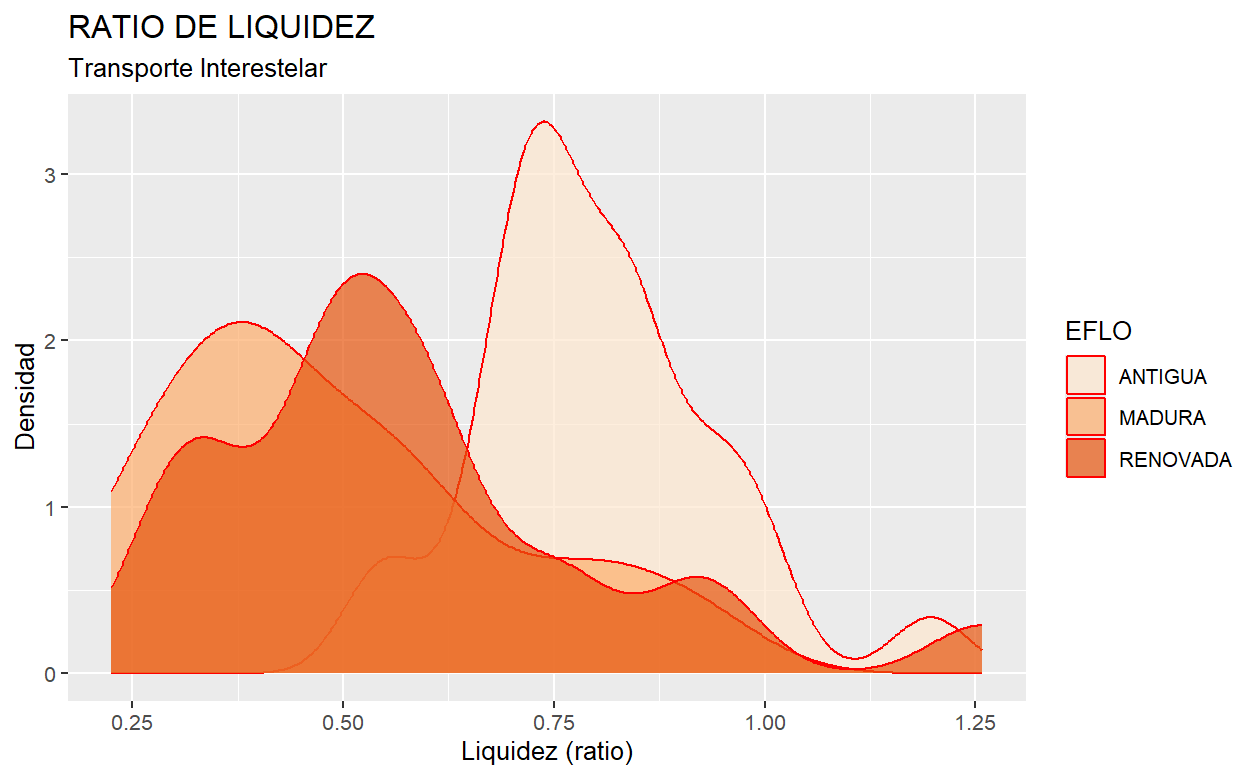 RATIO DE LIQUIDEZ
Transporte Interestelar
Densidad
3
2
1
0
0.25 0.50 0.75 1.00 1.25
Liquidez (ratio)
EFLO
ANTIGUA
MADURA
RENOVADA